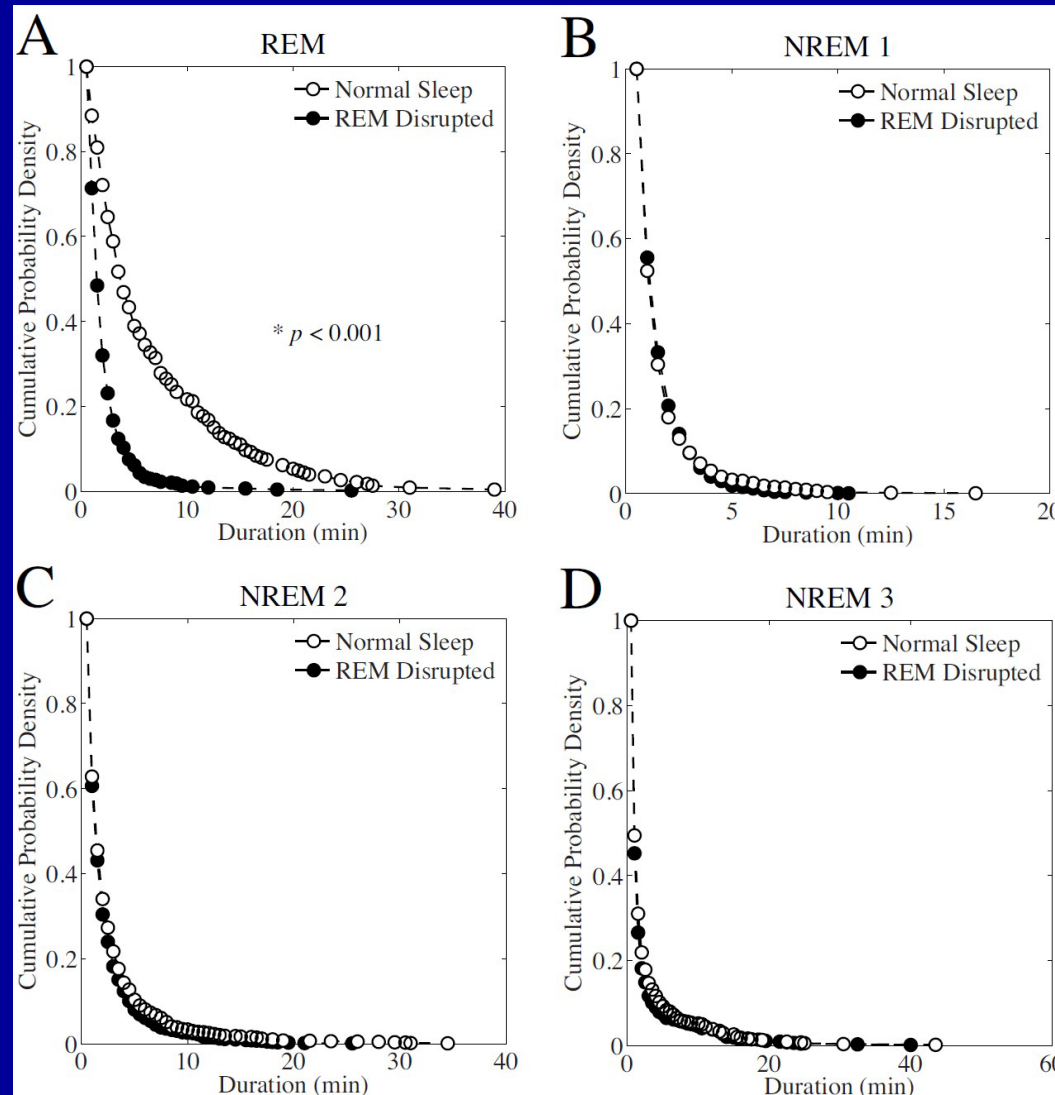 A
REM
1
0.8
0.6
0.4
0.2
0
Cumulative Probability Density
Normal Sleep
REM Disrupted
* p < 0.001
0
10
20
30
40
Duration (min)
B
NREM 1
1
0.8
0.6
0.4
0.2
0
Cumulative Probability Density
Normal Sleep
REM Disrupted
0
5
10
15
20
Duration (min)
C
NREM 2
1
0.8
0.6
0.4
0.2
0
Cumulative Probability Density
Normal Sleep
REM Disrupted
0
10
20
30
40
Duration (min)
D
NREM 3
1
0.8
0.6
0.4
0.2
0
Cumulative Probability Density
Normal Sleep
REM Disrupted
0
20
40
60
Duration (min)